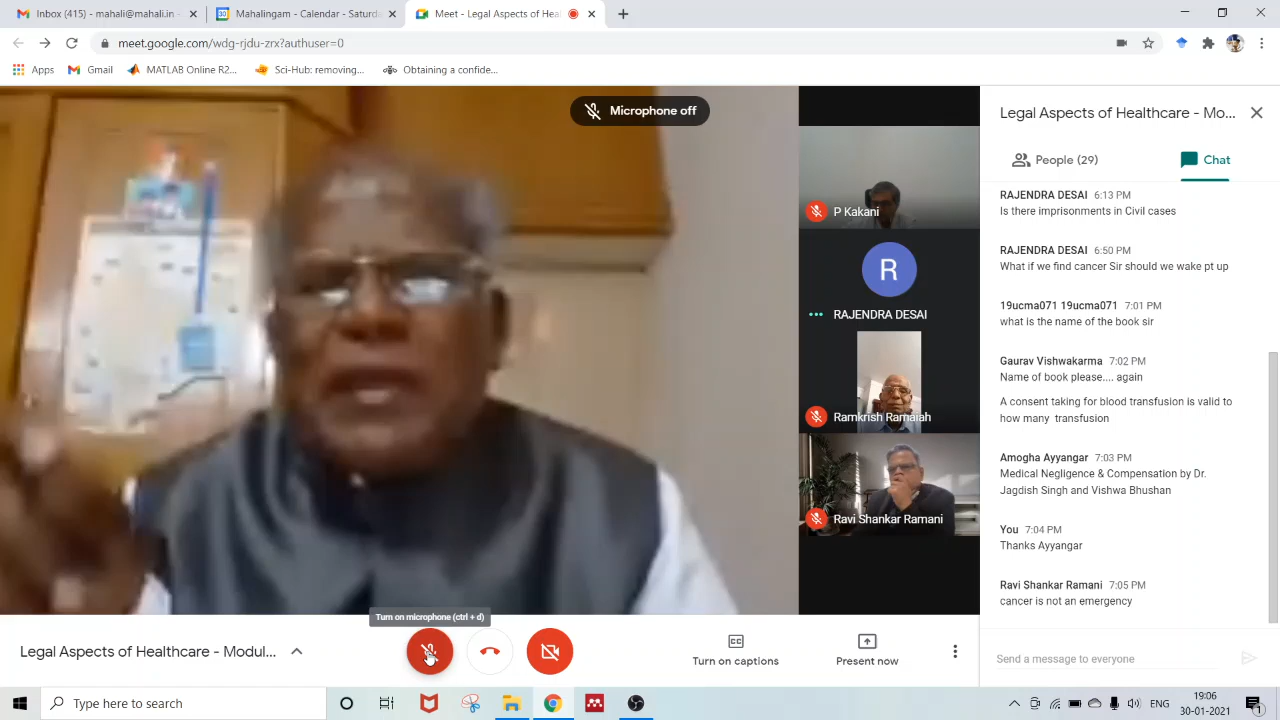 Inbox (415) - mahali@mahali.in
Mahalingam - Calendar - Saturde
Meet - Legal Aspects of Heal
meet.google.com/wdg-rjdu-zrx?authuser=0
Apps
Gmail
MATLAB Online R2...
Sci-Hub: removing...
Obtaining a confide...
Microphone off
P Kakani
R
RAJENDRA DESAI
Ramkrish Ramaiah
Ravi Shankar Ramani
Legal Aspects of Healthcare - Mo...
People (29)
Chat
RAJENDRA DESAI 6:13 PM
Is there imprisonments in Civil cases
RAJENDRA DESAI 6:50 PM
What if we find cancer Sir should we wake pt up
19ucma071 19ucma071 7:01 PM
what is the name of the book sir
Gaurav Vishwakarma 7:02 PM
Name of book please.... again
A consent taking for blood transfusion is valid to
how many transfusion
Amogha Ayyangar 7:03 PM
Medical Negligence & Compensation by Dr.
Jagdish Singh and Vishwa Bhushan
You 7:04 PM
Thanks Ayyangar
Ravi Shankar Ramani 7:05 PM
cancer is not an emergency
Send a message to everyone
Turn on microphone (ctrl + d)
Legal Aspects of Healthcare - Modul...
CC
Turn on captions
Present now
Type here to search
ENG
19:06
30-01-2021